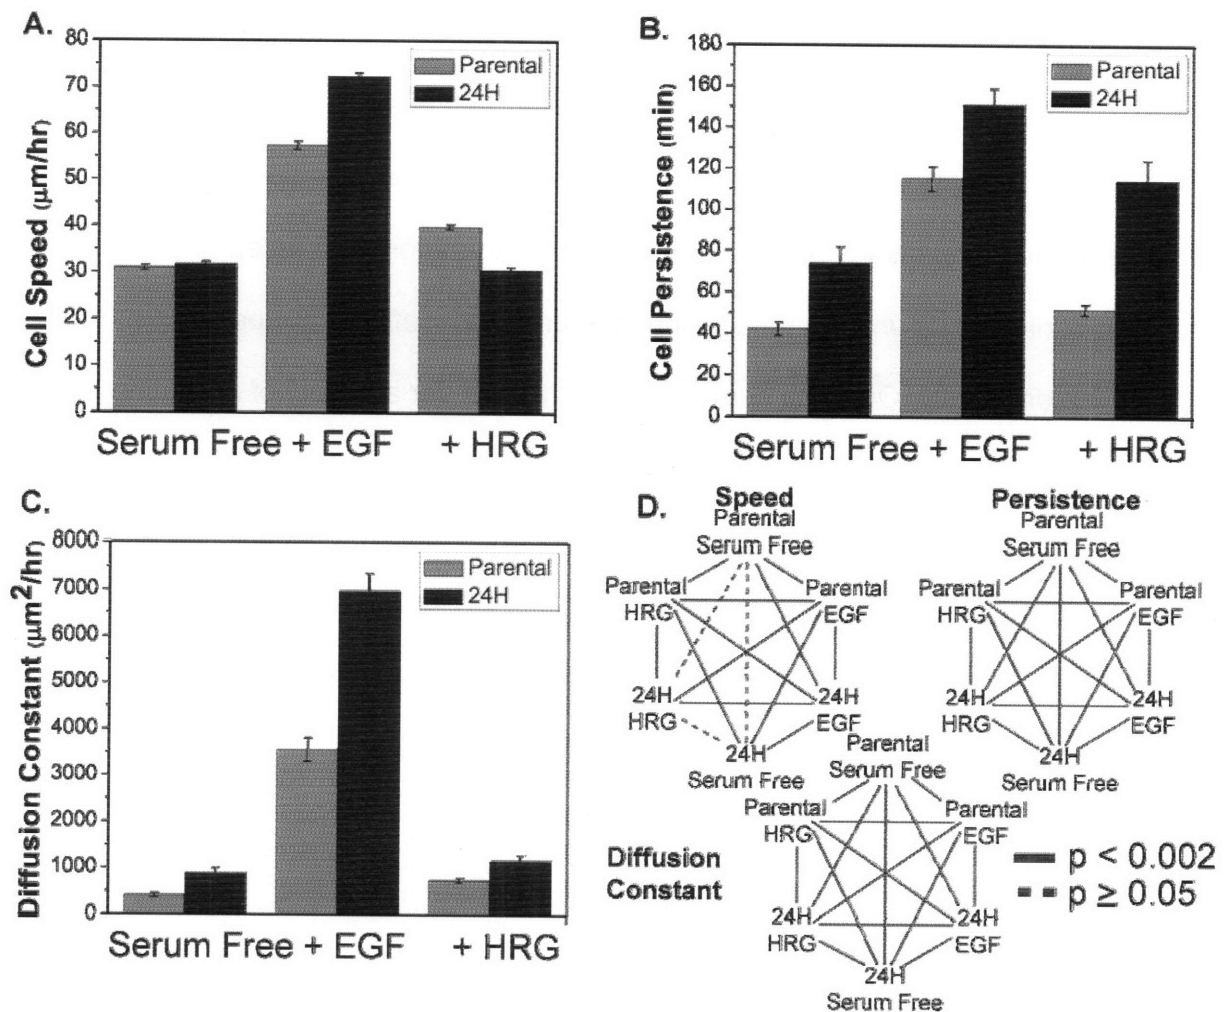 A.
80
70
60
50
40
30
20
10
0
Cell Speed (μm/hr)
Parental
24H
Serum Free + EGF + HRG
B.
180
160
140
120
100
80
60
40
20
0
Cell Persistence (min)
Parental
24H
Serum Free + EGF + HRG
C.
8000
7000
6000
5000
4000
3000
2000
1000
0
Diffusion Constant (μm²/hr)
Parental
24H
Serum Free + EGF + HRG
D.
Speed
Parental
Serum Free
Parental
HRG
Parental
EGF
24H
HRG
24H
EGF
24H
Serum Free
Persistence
Parental
Serum Free
Parental
HRG
Parental
EGF
24H
HRG
24H
EGF
24H
Serum Free
Diffusion
Constant
Parental
Serum Free
Parental
HRG
Parental
EGF
24H
HRG
24H
EGF
24H
Serum Free
p < 0.002
p ≥ 0.05